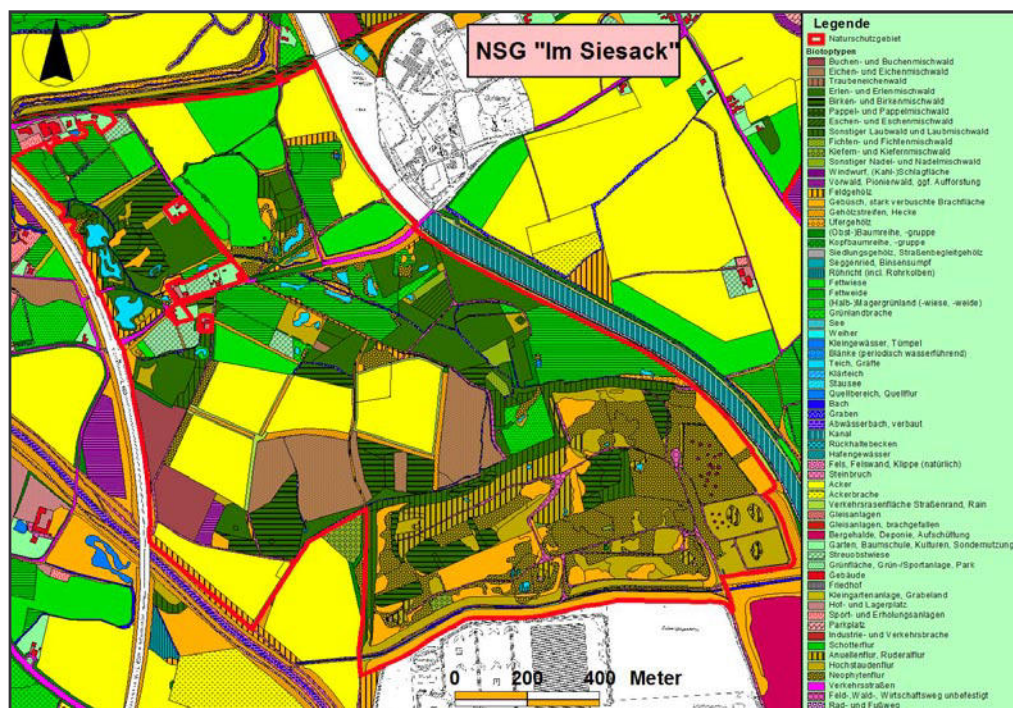 NSG "Im Siesack"
Legende
Naturschutzgebiet
Biotoptypen
Buchen- und Buchenmischwald
Eichen- und Eichenmischwald
Traubeneichenwald
Erlen- und Erlenmischwald
Birken- und Birkenmischwald
Pappel- und Pappelmischwald
Eschen- und Eschenmischwald
Sonstiger Laubwald und Laubmischwald
Fichten- und Fichtenmischwald
Kiefern- und Kiefernmischwald
Sonstiger Nadel- und Nadelmischwald
Windwurf, (Kahl-)Schlagfläche
Vorwald, Pionierwald, ggf. Aufforstung
Feldgehölz
Gebüsch, stark verbuschte Brachfläche
Gehölzstreifen, Hecke
Ufergehölz
(Obst-)Baumreihe, -gruppe
Kopfbaumreihe, -gruppe
Siedlungsgehölz, Straßenbegleitgehölz
Seggenried, Binsensumpf
Röhricht (incl. Rohrkolben)
Fettwiese
Fettweide
(Halb-)Magergrünland (-wiese, -weide)
Grünlandbrache
See
Weiher
Kleingewässer, Tümpel
Blänke (periodisch wasserführend)
Teich, Gräfte
Klärteich
Stausee
Quellbereich, Quellflur
Bach
Graben
Abwässerbach, verbaut
Kanal
Rückhaltebecken
Hafengewässer
Fels, Felswand, Klippe (natürlich)
Steinbruch
Acker
Ackerbrache
Verkehrsrasenfläche Straßenrand, Rain
Gleisanlagen
Gleisanlagen, brachgefallen
Bergehalde, Deponie, Aufschüttung
Garten, Baumschule, Kulturen, Sondernutzung
Streuobstwiese
Grünfläche, Grün-/Sportanlage, Park
Gebäude
Friedhof
Kleingartenanlage, Grabeland
Hof- und Lagerplatz
Sport- und Erholungsanlagen
Parkplatz
Industrie- und Verkehrsbrache
Schotterflur
Anuellenflur, Ruderalflur
Hochstaudenflur
Neophytenflur
Verkehrsstraßen
Feld-, Wald-, Wirtschaftsweg unbefestigt
Rad- und Fußweg
200 0 200 400 Meter